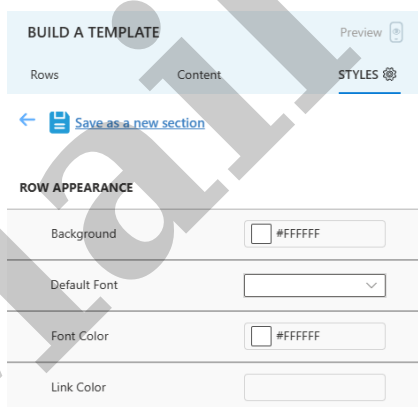 BUILD A TEMPLATE
Preview
Rows Content STYLES
Save as a new section
ROW APPEARANCE
Background #FFFFFF
Default Font
Font Color #FFFFFF
Link Color